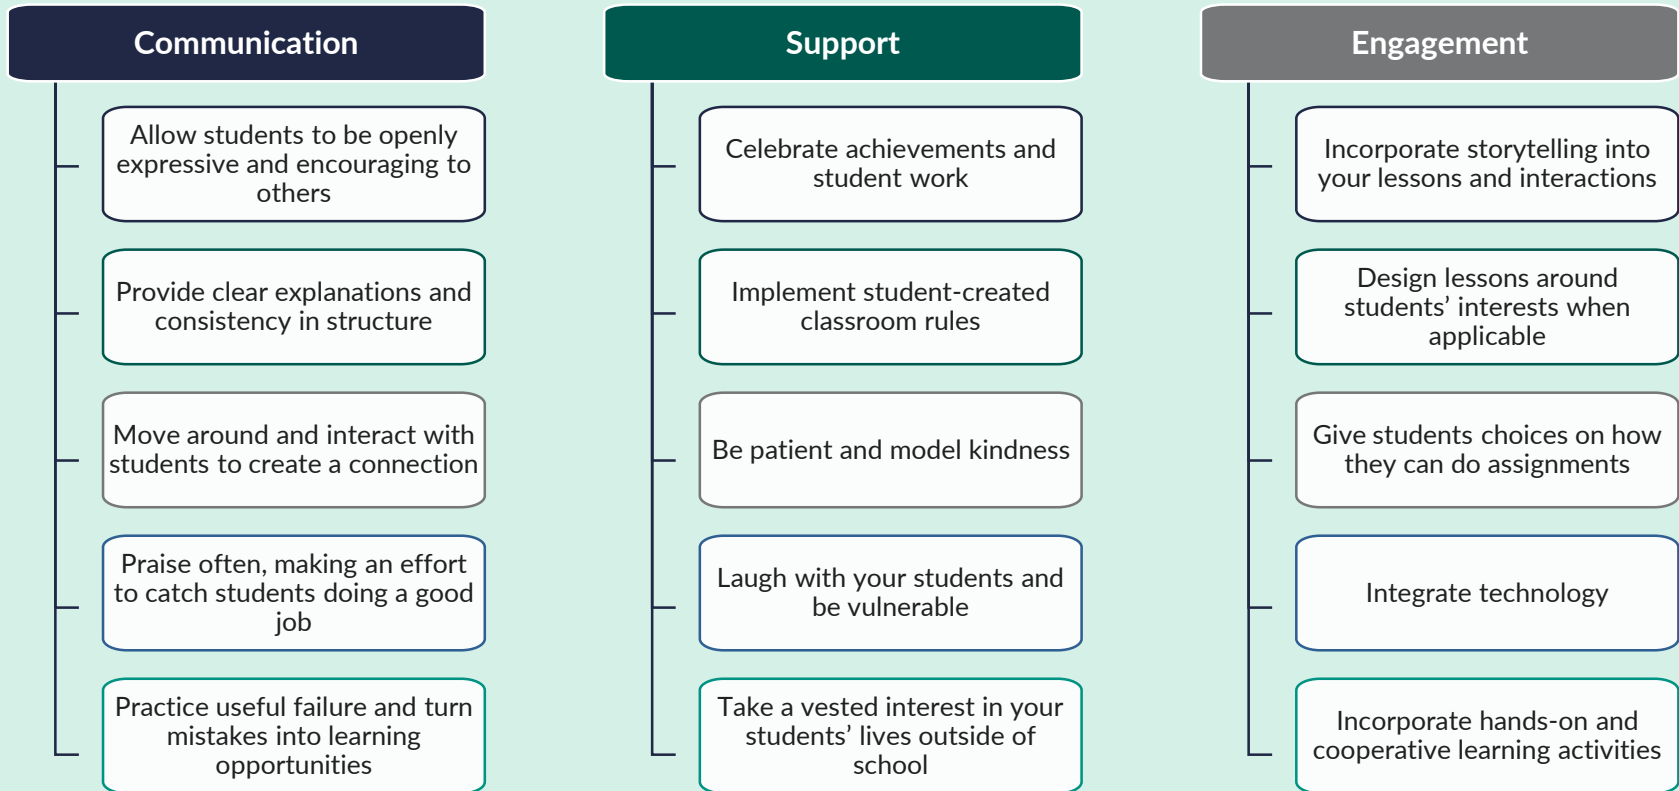 Communication
Allow students to be openly
expressive and encouraging to
others
Provide clear explanations and
consistency in structure
Move around and interact with
students to create a connection
Praise often, making an effort
to catch students doing a good
job
Practice useful failure and turn
mistakes into learning
opportunities
Support
Celebrate achievements and
student work
Implement student-created
classroom rules
Be patient and model kindness
Laugh with your students and
be vulnerable
Take a vested interest in your
students’ lives outside of
school
Engagement
Incorporate storytelling into
your lessons and interactions
Design lessons around
students’ interests when
applicable
Give students choices on how
they can do assignments
Integrate technology
Incorporate hands-on and
cooperative learning activities